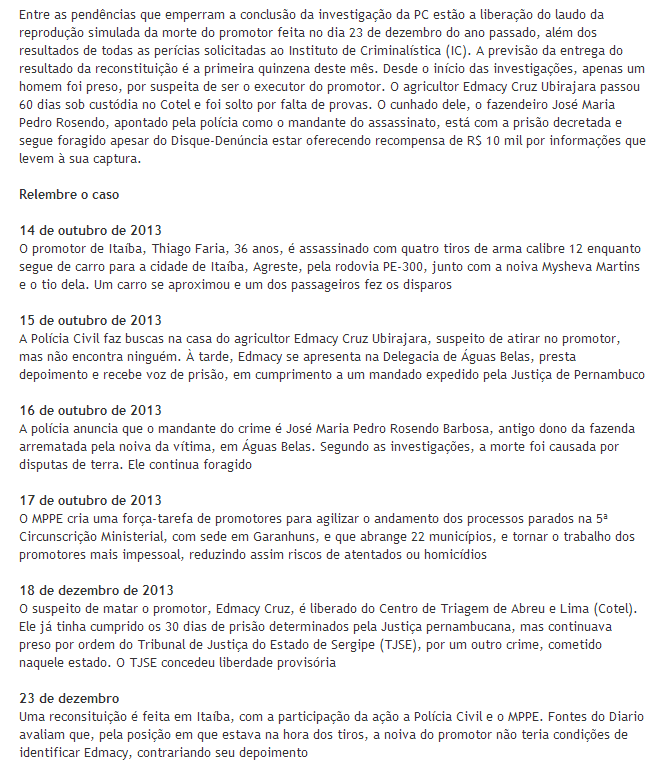 Entre as pendências que emperram a conclusão da investigação da PC estão a liberação do laudo da
reprodução simulada da morte do promotor feita no dia 23 de dezembro do ano passado, além dos
resultados de todas as perícias solicitadas ao Instituto de Criminalística (IC). A previsão da entrega do
resultado da reconstituição é a primeira quinzena deste mês. Desde o início das investigações, apenas um
homem foi preso, por suspeita de ser o executor do promotor. O agricultor Edmacy Cruz Ubirajara passou
60 dias sob custódia no Cotel e foi solto por falta de provas. O cunhado dele, o fazendeiro José Maria
Pedro Rosendo, apontado pela polícia como o mandante do assassinato, está com a prisão decretada e
segue foragido apesar do Disque-Denúncia estar oferecendo recompensa de R$ 10 mil por informações que
levem à sua captura.
Relembre o caso
14 de outubro de 2013
O promotor de Itaíba, Thiago Faria, 36 anos, é assassinado com quatro tiros de arma calibre 12 enquanto
segue de carro para a cidade de Itaíba, Agreste, pela rodovia PE-300, junto com a noiva Mysheva Martins
e o tio dela. Um carro se aproximou e um dos passageiros fez os disparos
15 de outubro de 2013
A Polícia Civil faz buscas na casa do agricultor Edmacy Cruz Ubirajara, suspeito de atirar no promotor,
mas não encontra ninguém. À tarde, Edmacy se apresenta na Delegacia de Águas Belas, presta
depoimento e recebe voz de prisão, em cumprimento a um mandado expedido pela Justiça de Pernambuco
16 de outubro de 2013
A polícia anuncia que o mandante do crime é José Maria Pedro Rosendo Barbosa, antigo dono da fazenda
arrematada pela noiva da vítima, em Águas Belas. Segundo as investigações, a morte foi causada por
disputas de terra. Ele continua foragido
17 de outubro de 2013
O MPPE cria uma força-tarefa de promotores para agilizar o andamento dos processos parados na 5ª
Circunscrição Ministerial, com sede em Garanhuns, e que abrange 22 municípios, e tornar o trabalho dos
promotores mais impessoal, reduzindo assim riscos de atentados ou homicídios
18 de dezembro de 2013
O suspeito de matar o promotor, Edmacy Cruz, é liberado do Centro de Triagem de Abreu e Lima (Cotel).
Ele já tinha cumprido os 30 dias de prisão determinados pela Justiça pernambucana, mas continuava
preso por ordem do Tribunal de Justiça do Estado de Sergipe (TJSE), por um outro crime, cometido
naquele estado. O TJSE concedeu liberdade provisória
23 de dezembro
Uma reconsituição é feita em Itaíba, com a participação da ação a Polícia Civil e o MPPE. Fontes do Diario
avaliam que, pela posição em que estava na hora dos tiros, a noiva do promotor não teria condições de
identificar Edmacy, contrariando seu depoimento